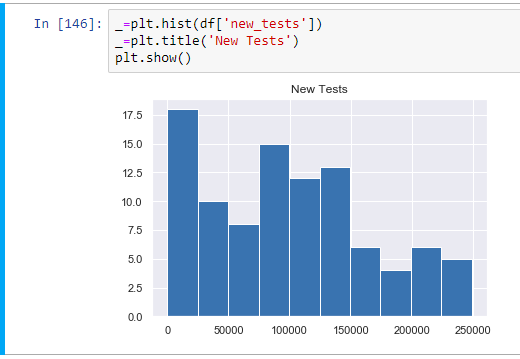 In [146]: _=plt.hist(df['new_tests'])
_=plt.title('New Tests')
plt.show()
New Tests
17.5
15.0
12.5
10.0
7.5
5.0
2.5
0.0
0 50000 100000 150000 200000 250000